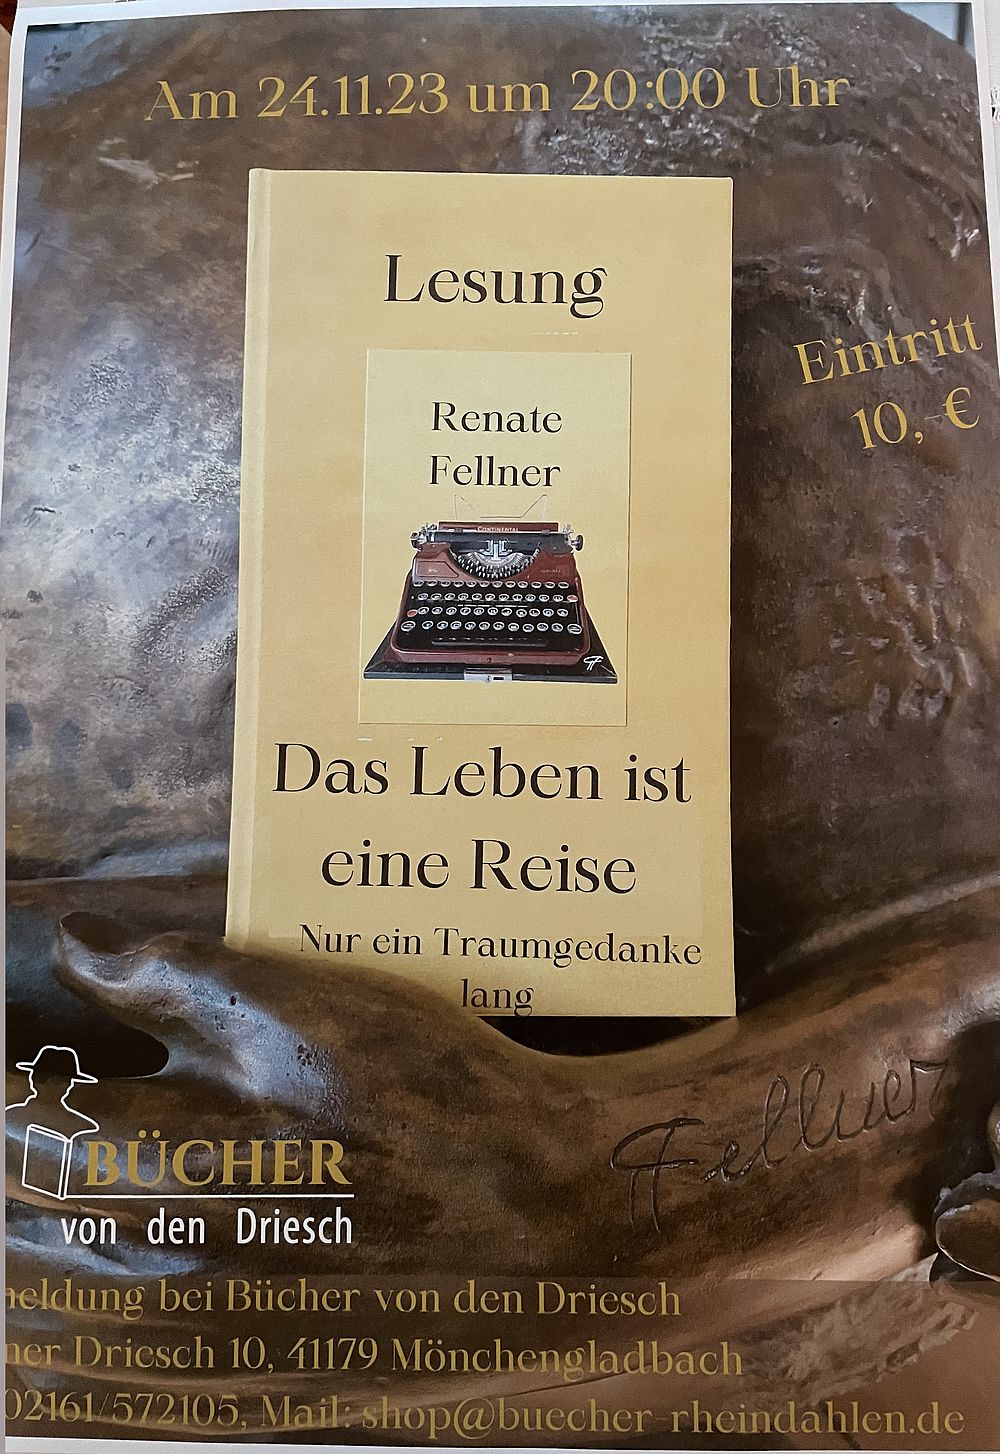 Am 24.11.23 um 20:00 Uhr
Lesung
Eintritt
10,-€
Renate
Fellner
CONTINENTAL
Das Leben ist
eine Reise
Nur ein Traumgedanke
lang
Fellner
BÜCHER
von den Driesch
neldung bei Bücher von den Driesch
ner Driesch 10, 41179 Mönchengladbach
02161/572105, Mail: shop@buecher-rheindahlen.de